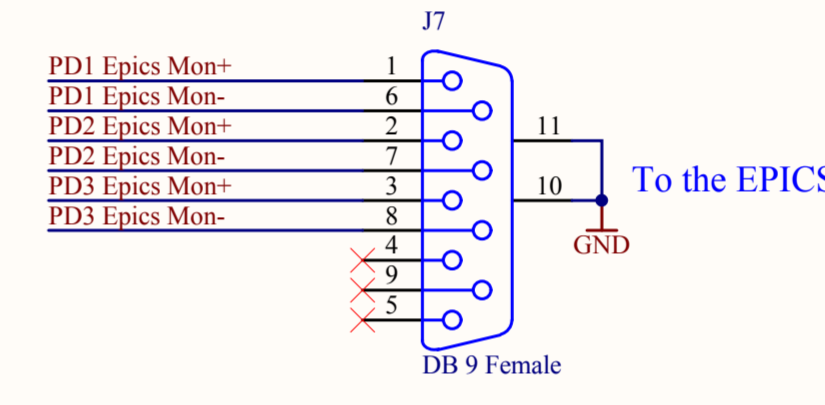 J7
PD1 Epics Mon+ 1
PD1 Epics Mon- 6
PD2 Epics Mon+ 2 11
PD2 Epics Mon- 7
PD3 Epics Mon+ 3 10 To the EPICS
PD3 Epics Mon- 8
4 GND
9
5
DB 9 Female